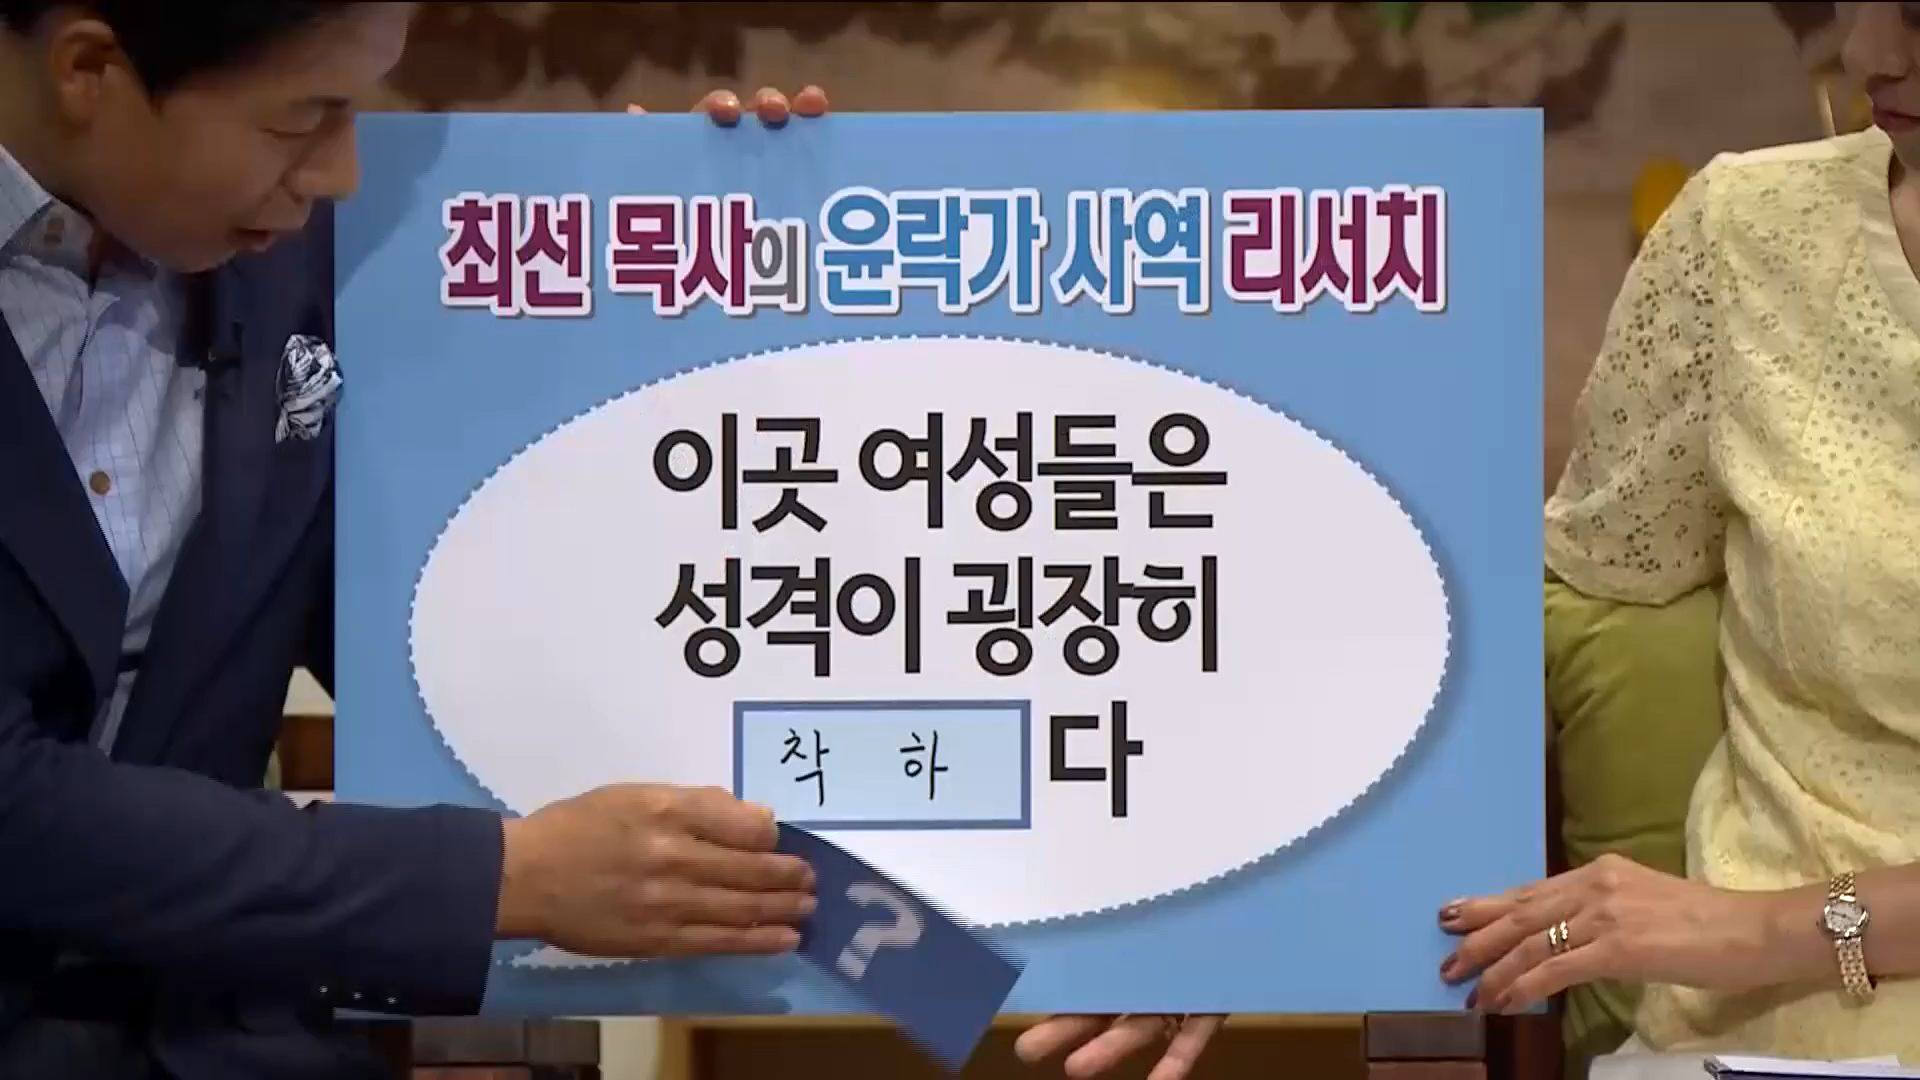 최선 목사의 윤락가 사역 리서치
이곳 여성들은
성격이 굉장히
착 하 다
?